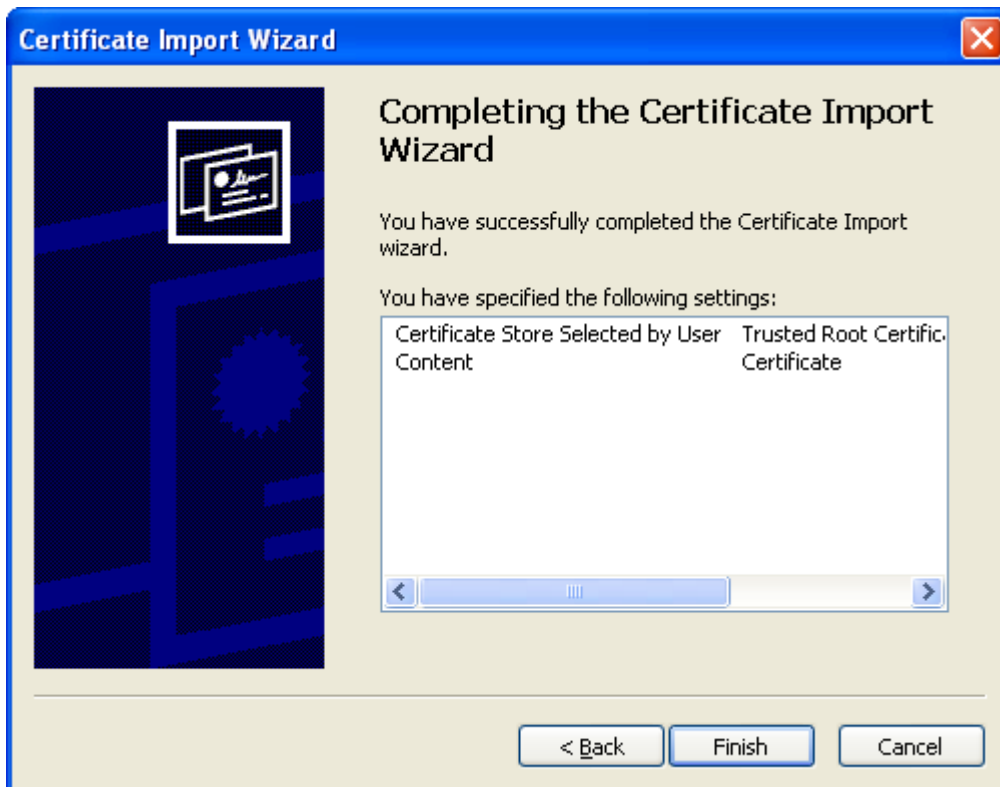 Certificate Import Wizard
Completing the Certificate Import
Wizard
You have successfully completed the Certificate Import
wizard.
You have specified the following settings:
Certificate Store Selected by User Trusted Root Certific
Content Certificate
< Back Finish Cancel